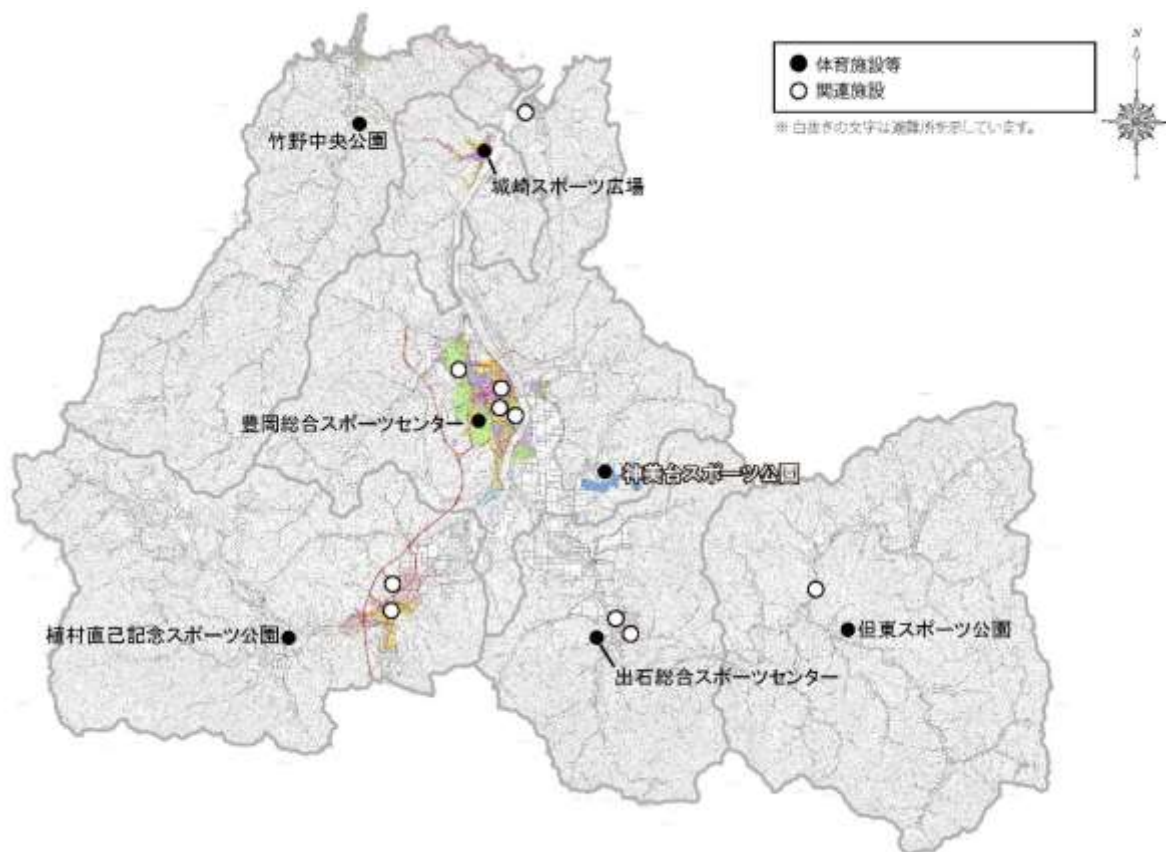 N
● 体育施設等
○ 関連施設
※ 白抜きの文字は避難所を示しています。
竹野中央公園
城崎スポーツ広場
豊岡総合スポーツセンター
神美台スポーツ公園
植村直己記念スポーツ公園
但東スポーツ公園
出石総合スポーツセンター